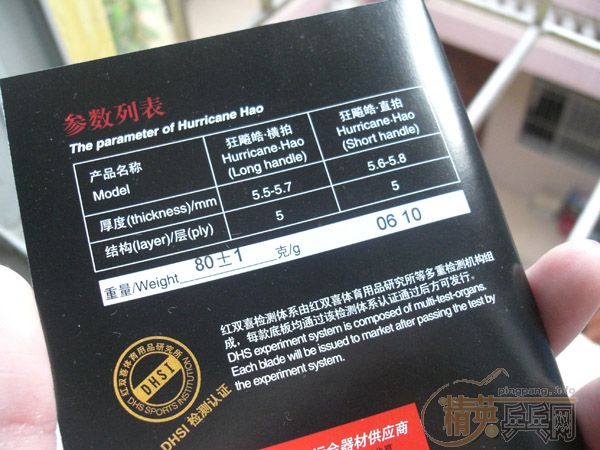 参数列表
The parameter of Hurricane Hao
产品名称
Model
狂飚皓·横拍
Hurricane-Hao
(Long handle)
狂飚皓·直拍
Hurricane-Hao
(Short handle)
厚度(thickness)/mm 5.5-5.7 5.6-5.8
结构(layer)/层(ply) 5 5
重量/Weight 80±1 克/g 06 10
红双喜检测体系由红双喜体育用品研究所等多重检测机构组
成，每款底板均通过该检测体系认证通过后方可发行。
DHS experiment system is composed of multi-test-organs.
Each blade will be issued to market after passing the test by
the experiment system.
红双喜体育用品研究所
DHSI
DHS SPORTS INSTITUTION
DHSI 检测认证
器材供应商
pingpang.info
精英乒乓网